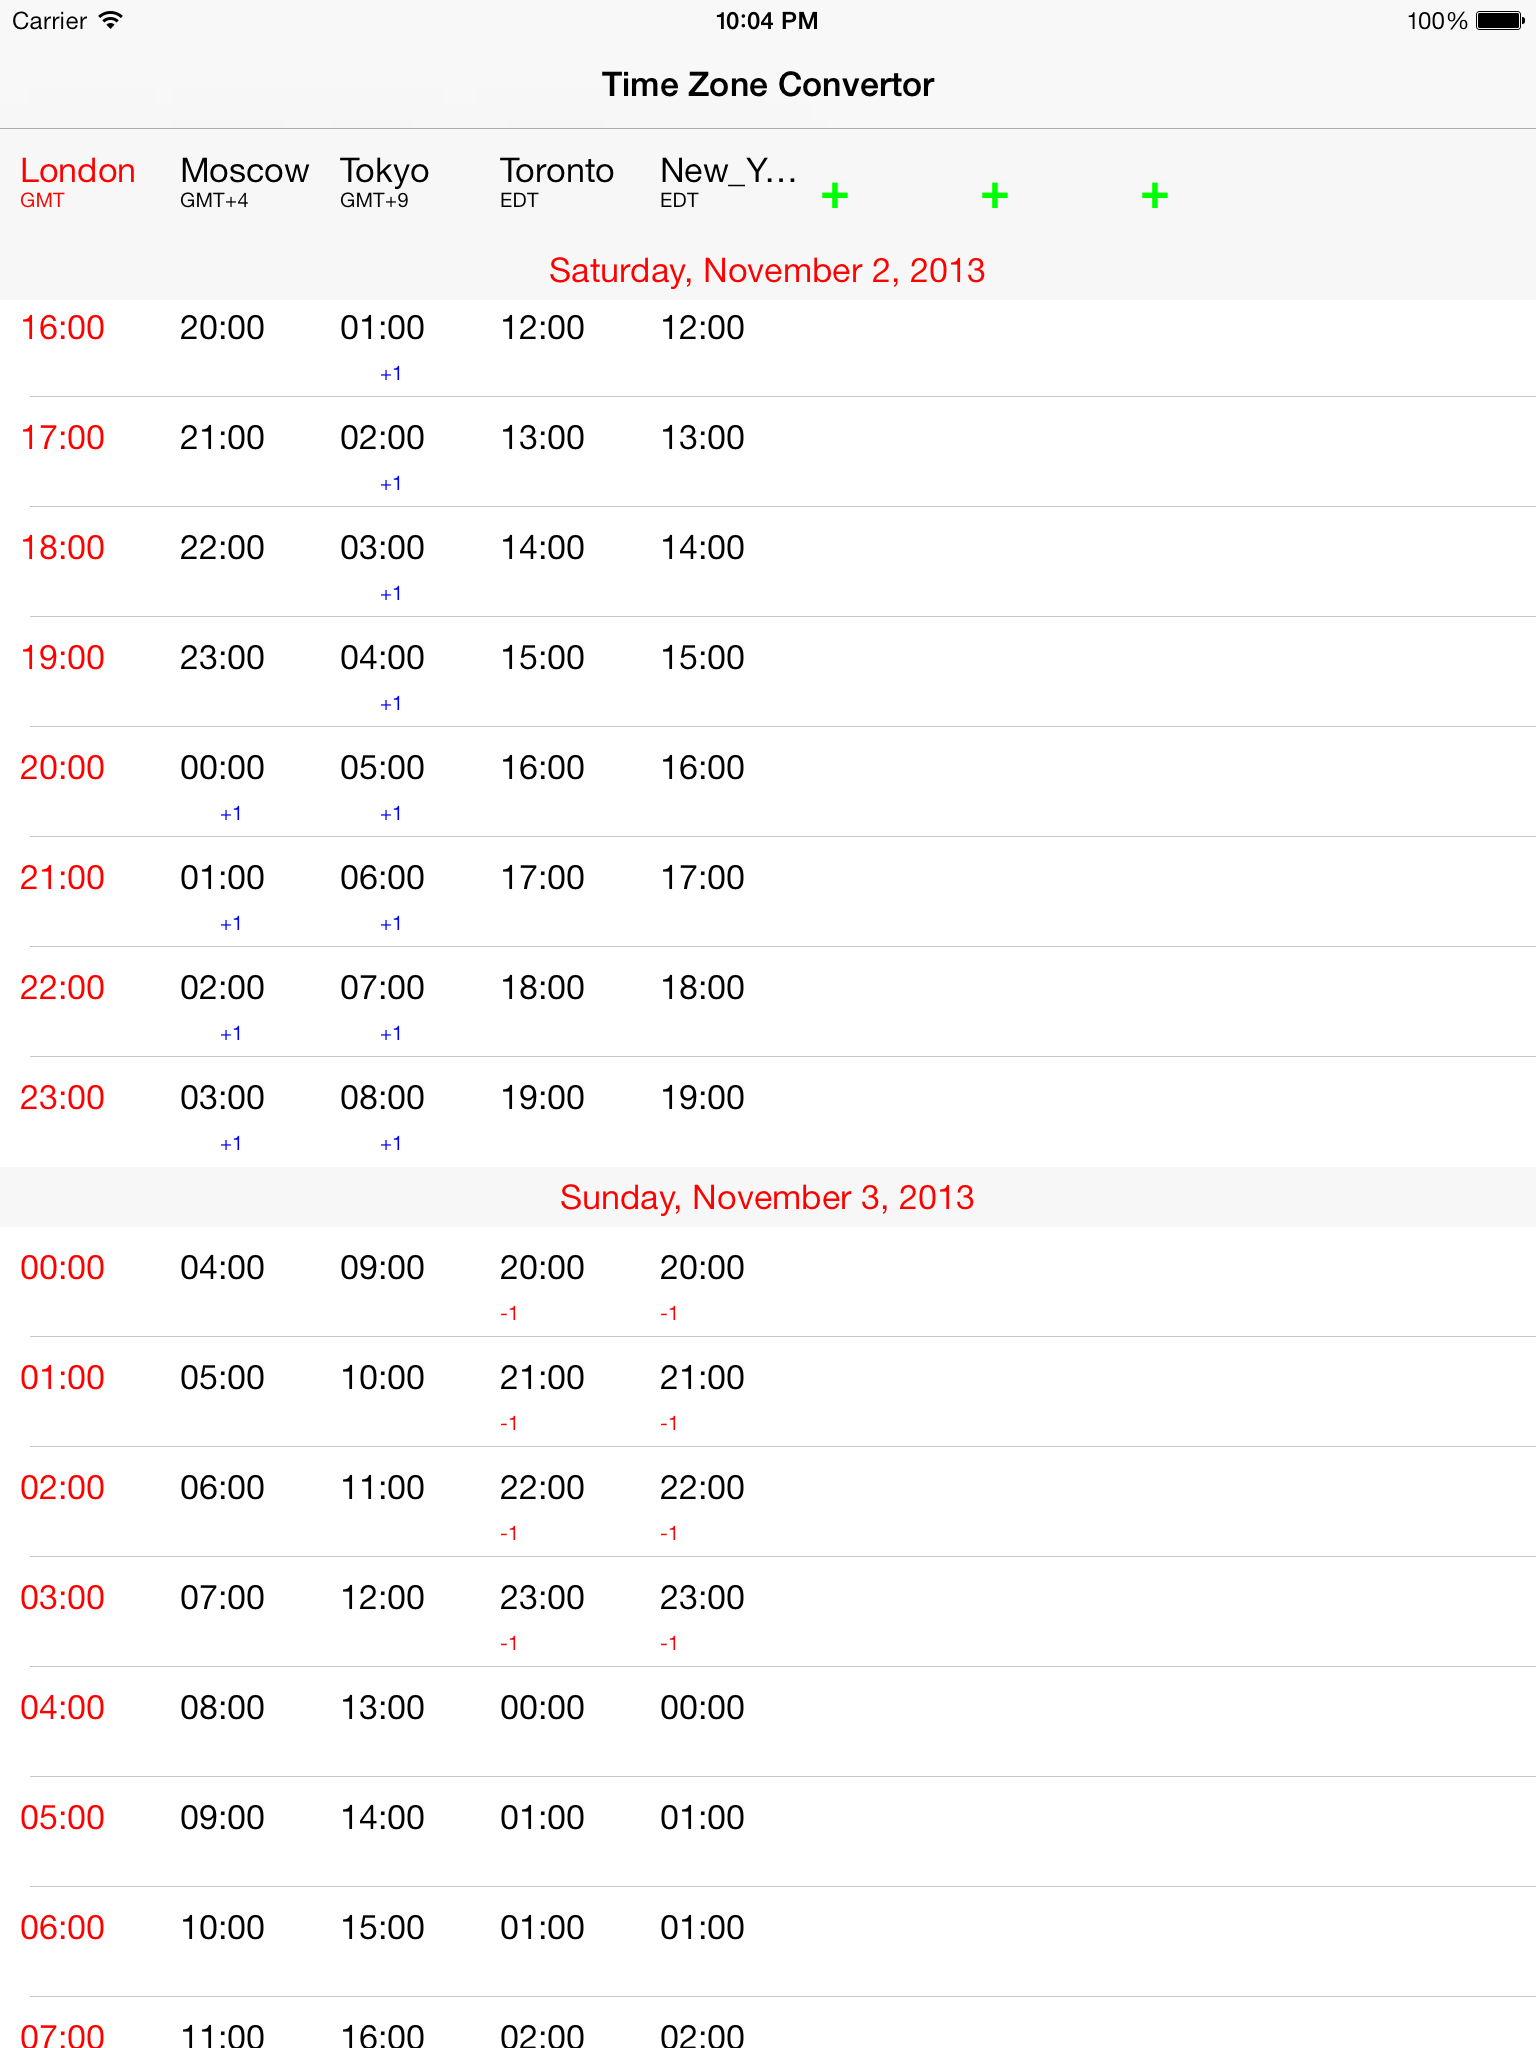 Carrier 10:04 PM 100%
Time Zone Convertor
London Moscow Tokyo Toronto New_Y...
GMT GMT+4 GMT+9 EDT EDT
+ + +
Saturday, November 2, 2013
16:00 20:00 01:00 12:00 12:00
+1
17:00 21:00 02:00 13:00 13:00
+1
18:00 22:00 03:00 14:00 14:00
+1
19:00 23:00 04:00 15:00 15:00
+1
20:00 00:00 05:00 16:00 16:00
+1 +1
21:00 01:00 06:00 17:00 17:00
+1 +1
22:00 02:00 07:00 18:00 18:00
+1 +1
23:00 03:00 08:00 19:00 19:00
+1 +1
Sunday, November 3, 2013
00:00 04:00 09:00 20:00 20:00
-1 -1
01:00 05:00 10:00 21:00 21:00
-1 -1
02:00 06:00 11:00 22:00 22:00
-1 -1
03:00 07:00 12:00 23:00 23:00
-1 -1
04:00 08:00 13:00 00:00 00:00
05:00 09:00 14:00 01:00 01:00
06:00 10:00 15:00 01:00 01:00
07:00 11:00 16:00 02:00 02:00